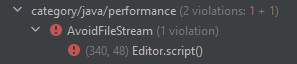 category/java/performance (2 violations: 1 + 1)
AvoidFileStream (1 violation)
(340, 48) Editor.script()